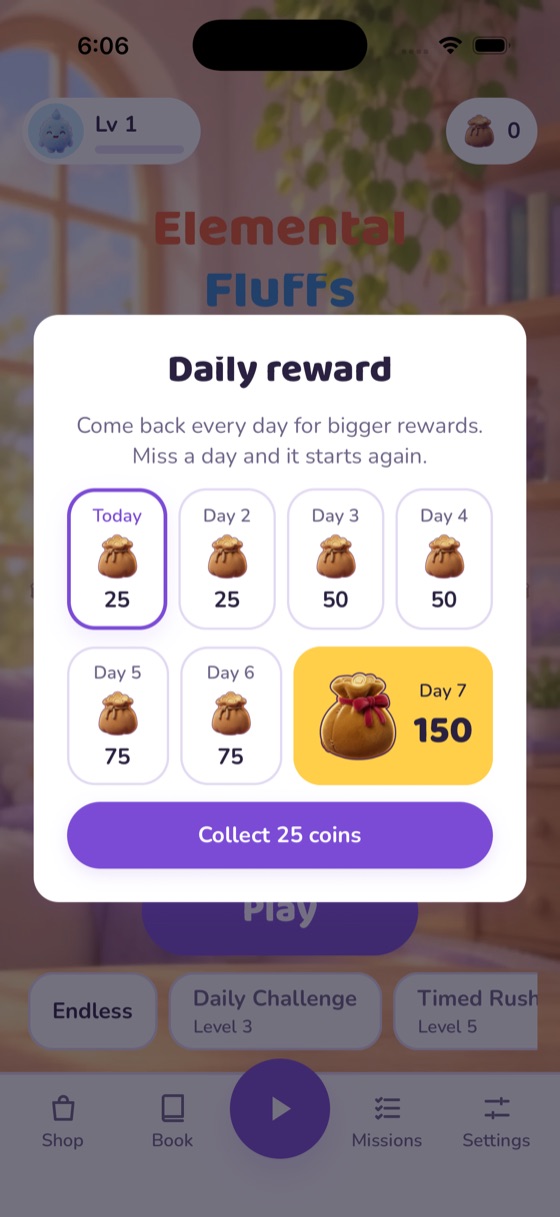 6:06
Lv 1
0
Elemental
Fluffs
Daily reward
Come back every day for bigger rewards.
Miss a day and it starts again.
Today
25
Day 2
25
Day 3
50
Day 4
50
Day 5
75
Day 6
75
Day 7
150
Collect 25 coins
Play
Endless
Daily Challenge
Level 3
Timed Rush
Level 5
Shop
Book
Missions
Settings